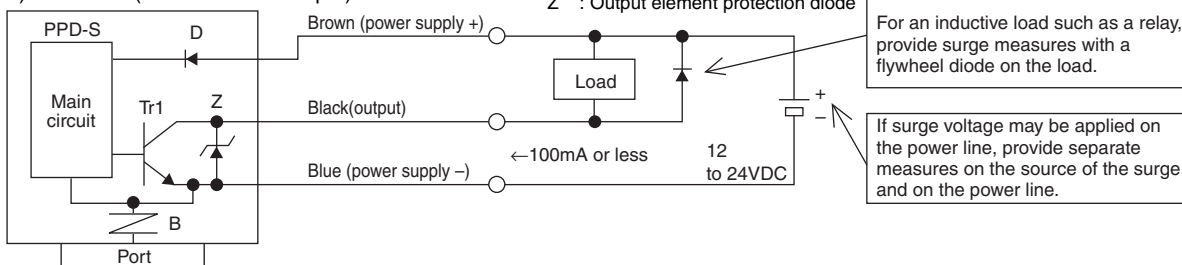 Z : Output element protection diode
PPD-S
D
Brown (power supply +)
For an inductive load such as a relay,
provide surge measures with a
flywheel diode on the load.
Load
Main
circuit
Tr1
Z
Black(output)
+
−
If surge voltage may be applied on
the power line, provide separate
measures on the source of the surge
and on the power line.
←100mA or less
12
to 24VDC
Blue (power supply –)
B
Port